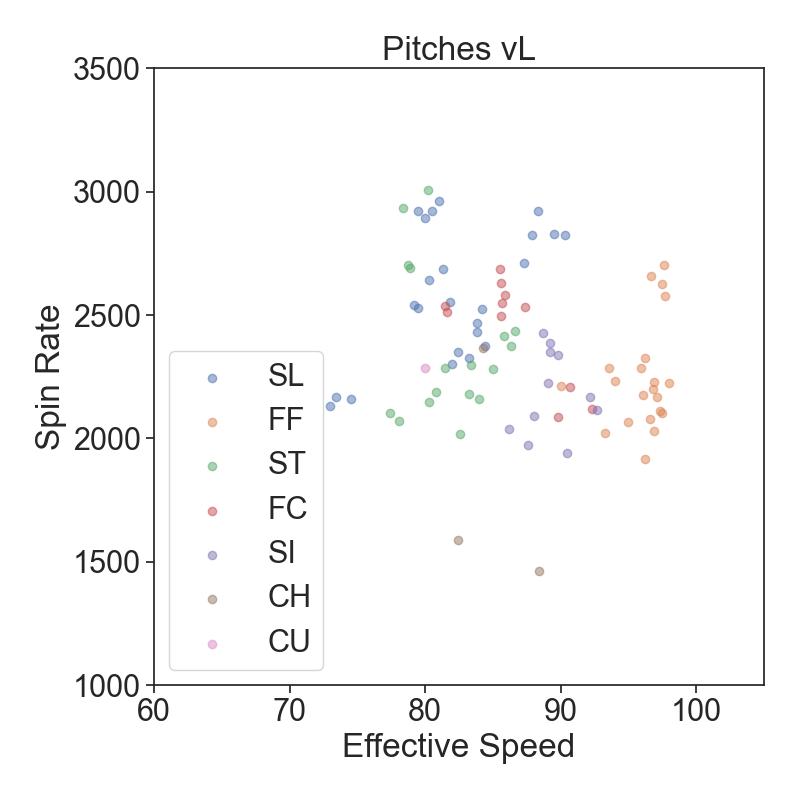 Pitches vL
3500
3000
2500
2000
1500
1000
Spin Rate
SL
FF
ST
FC
SI
CH
CU
60 70 80 90 100
Effective Speed